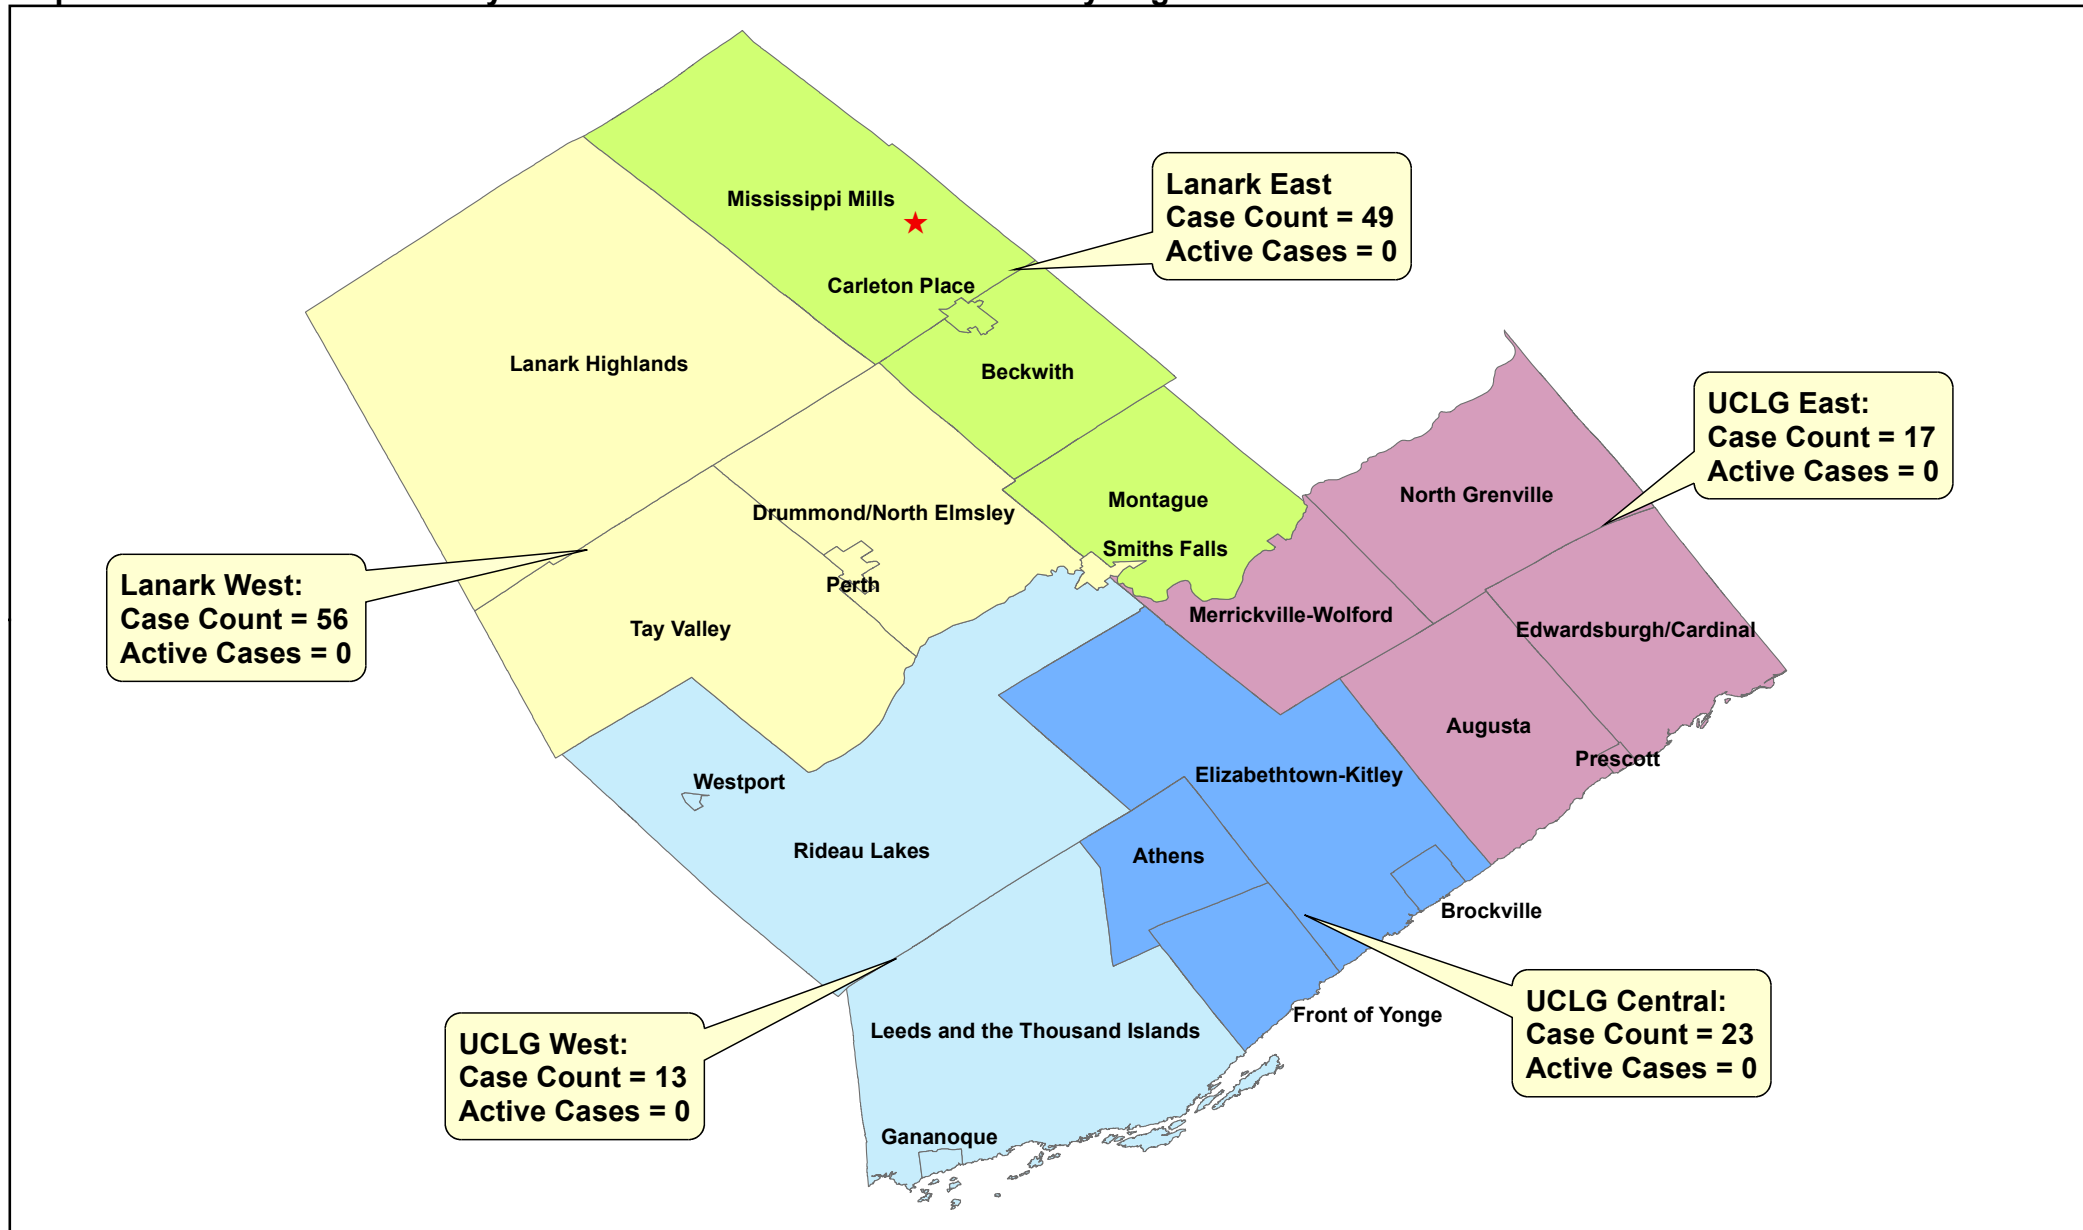 Mississippi Mills
Lanark East
Case Count = 49
Active Cases = 0
Carleton Place
Lanark Highlands
Beckwith
UCLG East:
Case Count = 17
Active Cases = 0
North Grenville
Montague
Drummond/North Elmsley
Smiths Falls
Perth
Lanark West:
Case Count = 56
Active Cases = 0
Tay Valley
Merrickville-Wolford
Edwardsburgh/Cardinal
Augusta
Prescott
Westport
Elizabethtown-Kitley
Rideau Lakes
Athens
Brockville
UCLG Central:
Case Count = 23
Active Cases = 0
Front of Yonge
Leeds and the Thousand Islands
UCLG West:
Case Count = 13
Active Cases = 0
Gananoque